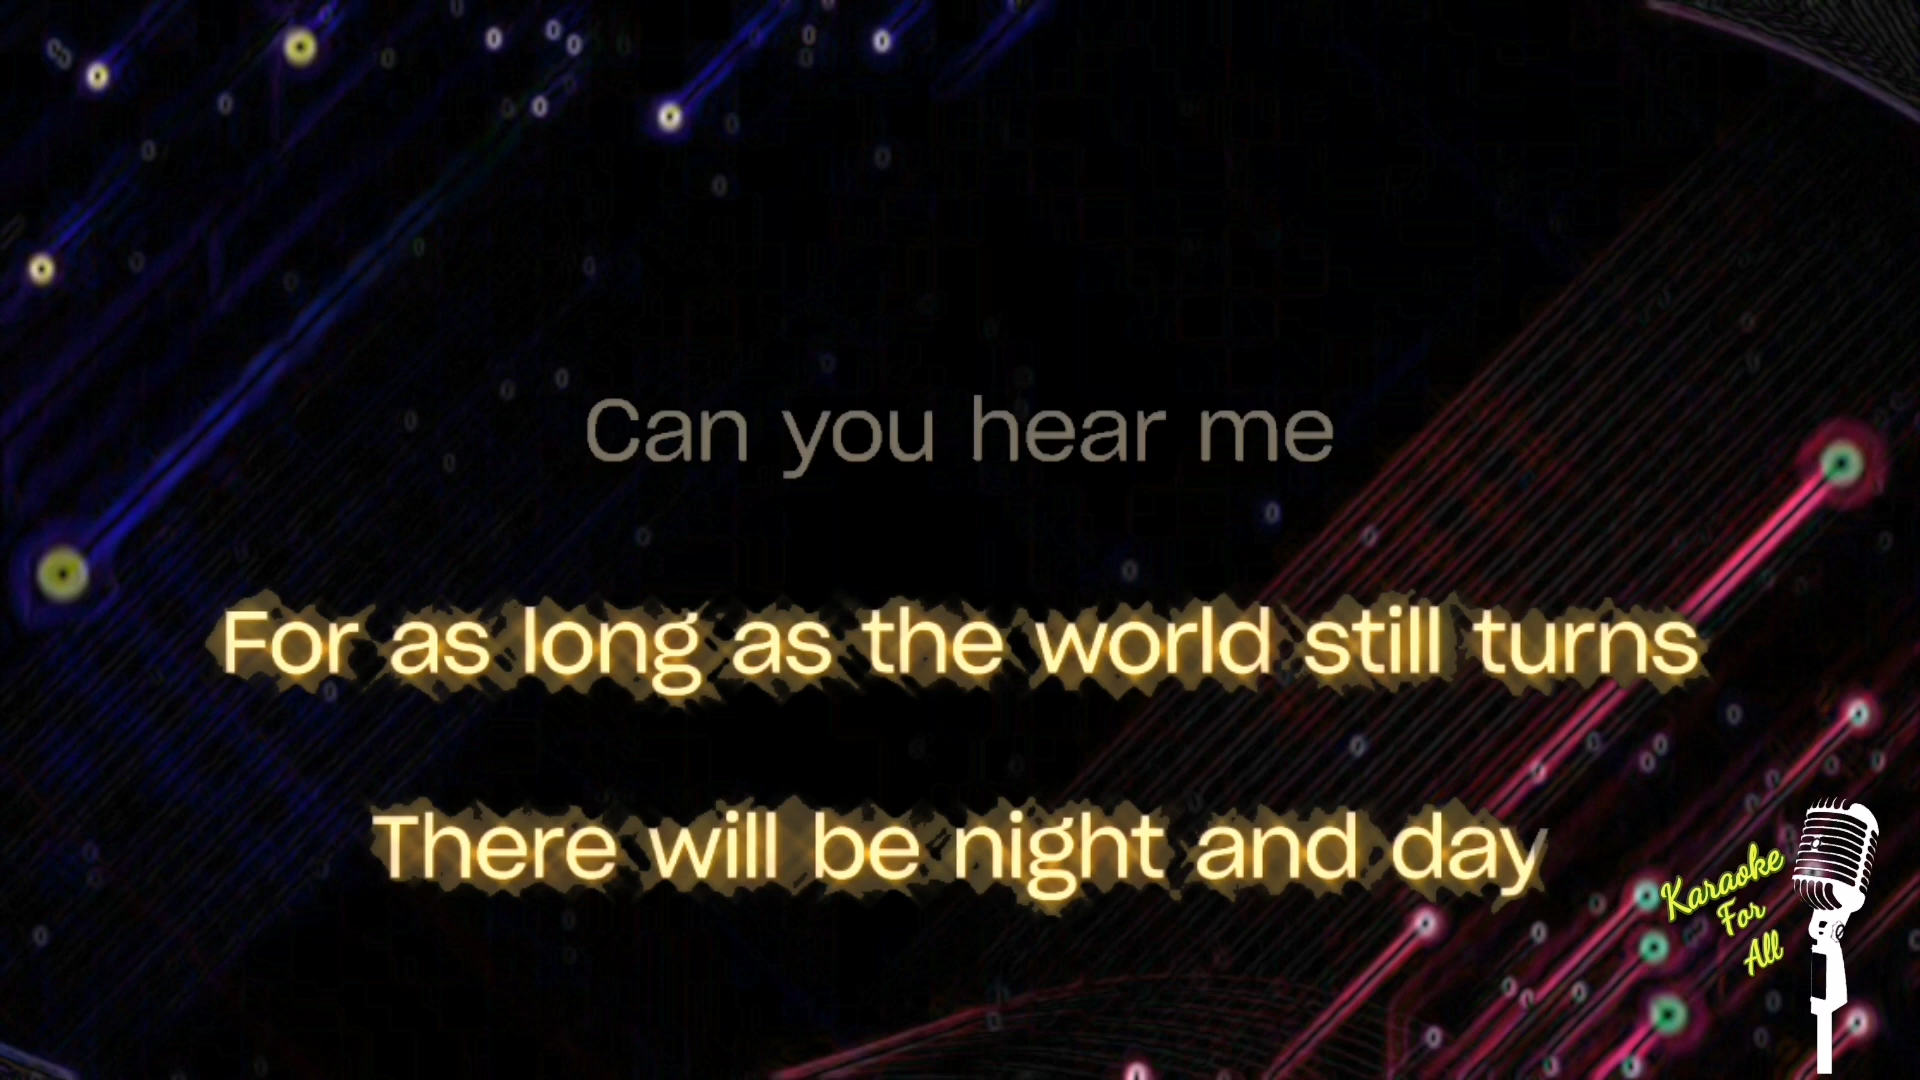 Can you hear me
For as long as the world still turns
There will be night and day
Karaoke
For
All